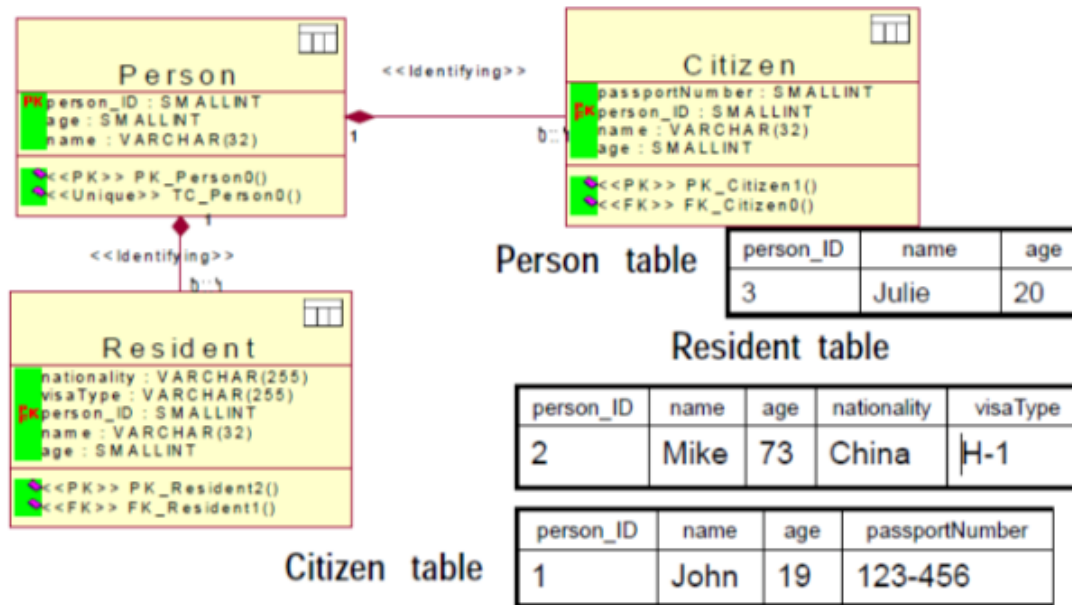 Person
PK person_ID : SMALLINT
age : SMALLINT
name : VARCHAR(32)
<<PK>> PK_Person0()
<<Unique>> TC_Person0()
<<Identifying>>
1
Citizen
passportNumber : SMALLINT
person_ID : SMALLINT
name : VARCHAR(32)
age : SMALLINT
<<PK>> PK_Citizen1()
<<FK>> FK_Citizen0()
1
<<Identifying>>
Resident
nationality : VARCHAR(255)
visaType : VARCHAR(255)
person_ID : SMALLINT
name : VARCHAR(32)
age : SMALLINT
<<PK>> PK_Resident2()
<<FK>> FK_Resident1()
Person table
person_ID name age
3 Julie 20
Resident table
person_ID name age nationality visaType
2 Mike 73 China H-1
Citizen table
person_ID name age passportNumber
1 John 19 123-456